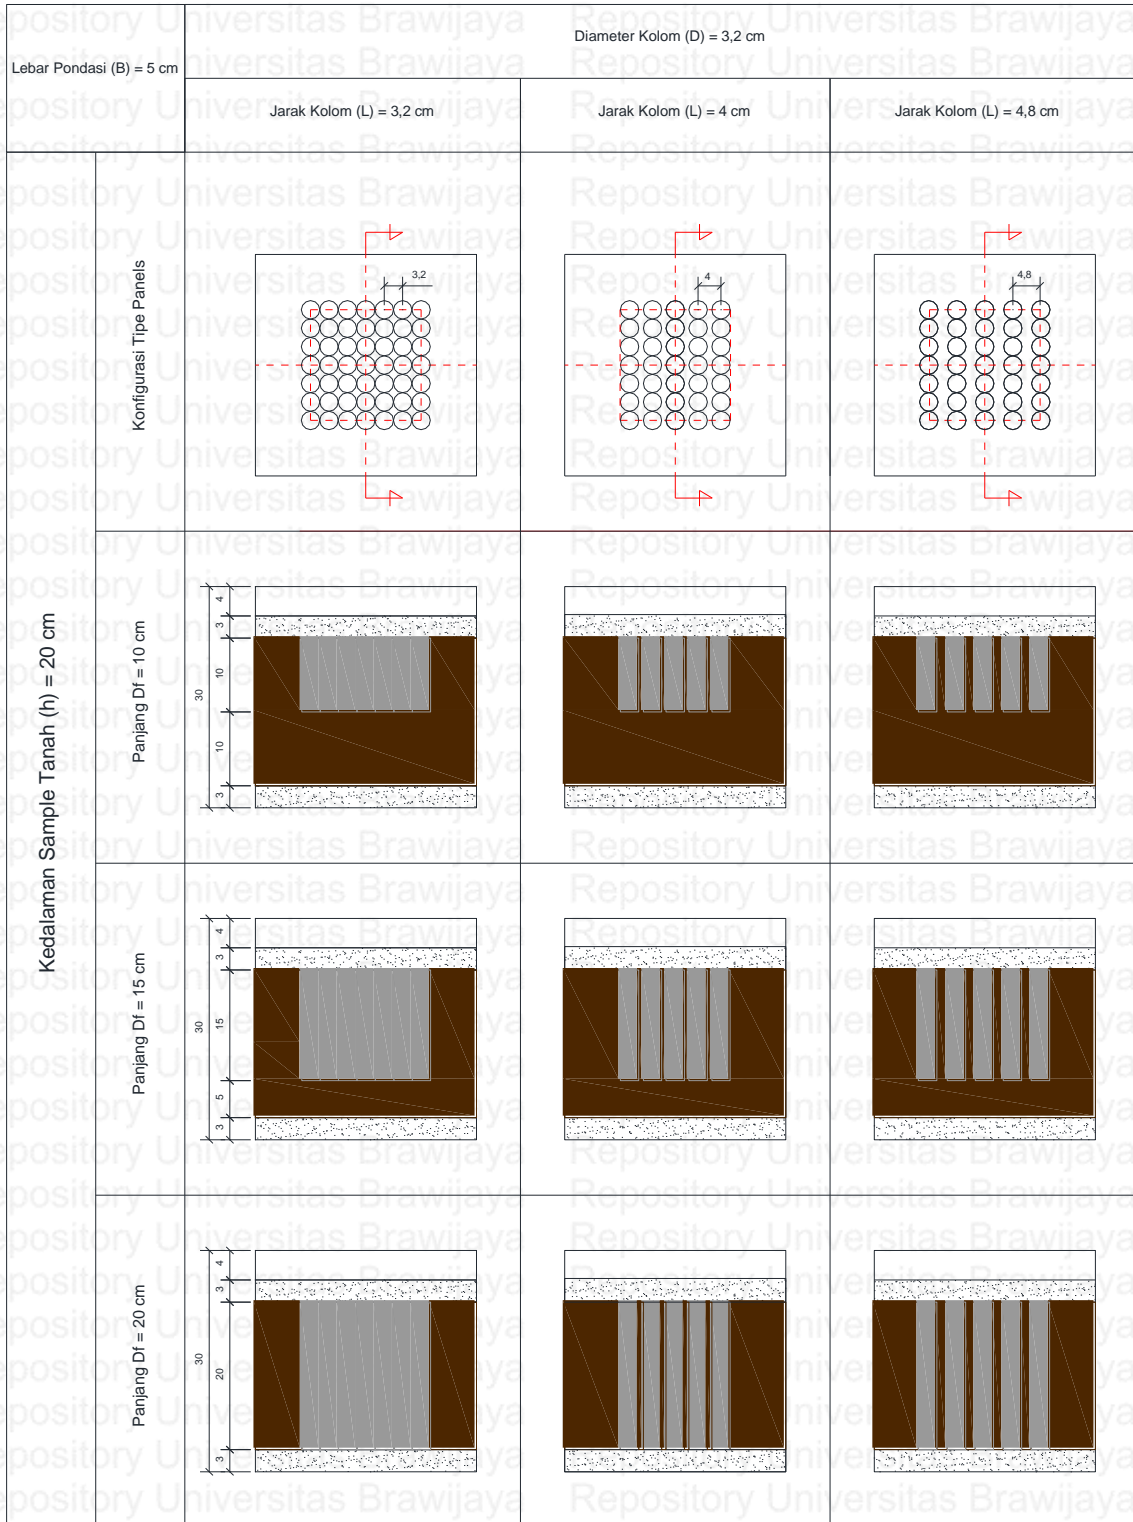 Lebar Pondasi (B) = 5 cm
Diameter Kolom (D) = 3,2 cm
Jarak Kolom (L) = 3,2 cm
Jarak Kolom (L) = 4 cm
Jarak Kolom (L) = 4,8 cm
Kedalaman Sample Tanah (h) = 20 cm
Konfigurasi Tipe Panels
3,2
4
4,8
Panjang Df = 10 cm
30
4
3
10
10
3
Panjang Df = 15 cm
30
4
3
15
5
3
Panjang Df = 20 cm
30
4
3
20
3
Repository Universitas Brawijaya